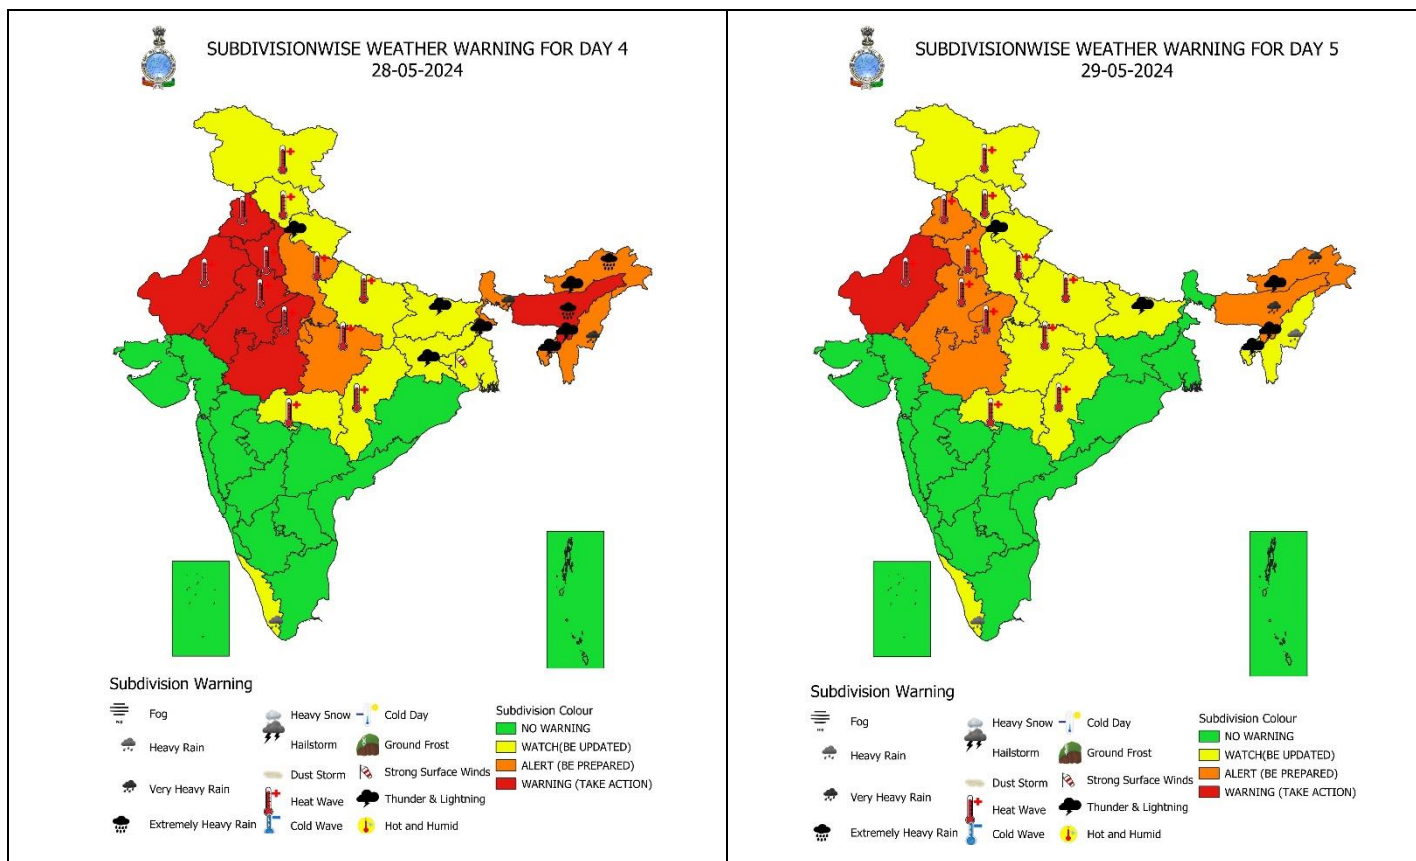 SUBDIVISIONWISE WEATHER WARNING FOR DAY 4
28-05-2024
Subdivision Warning
Fog
Heavy Rain
Very Heavy Rain
Extremely Heavy Rain
Heavy Snow
Hailstorm
Dust Storm
Heat Wave
Cold Wave
Cold Day
Ground Frost
Strong Surface Winds
Thunder & Lightning
Hot and Humid
Subdivision Colour
NO WARNING
WATCH(BE UPDATED)
ALERT (BE PREPARED)
WARNING (TAKE ACTION)
SUBDIVISIONWISE WEATHER WARNING FOR DAY 5
29-05-2024
Subdivision Warning
Fog
Heavy Rain
Very Heavy Rain
Extremely Heavy Rain
Heavy Snow
Hailstorm
Dust Storm
Heat Wave
Cold Wave
Cold Day
Ground Frost
Strong Surface Winds
Thunder & Lightning
Hot and Humid
Subdivision Colour
NO WARNING
WATCH(BE UPDATED)
ALERT (BE PREPARED)
WARNING (TAKE ACTION)